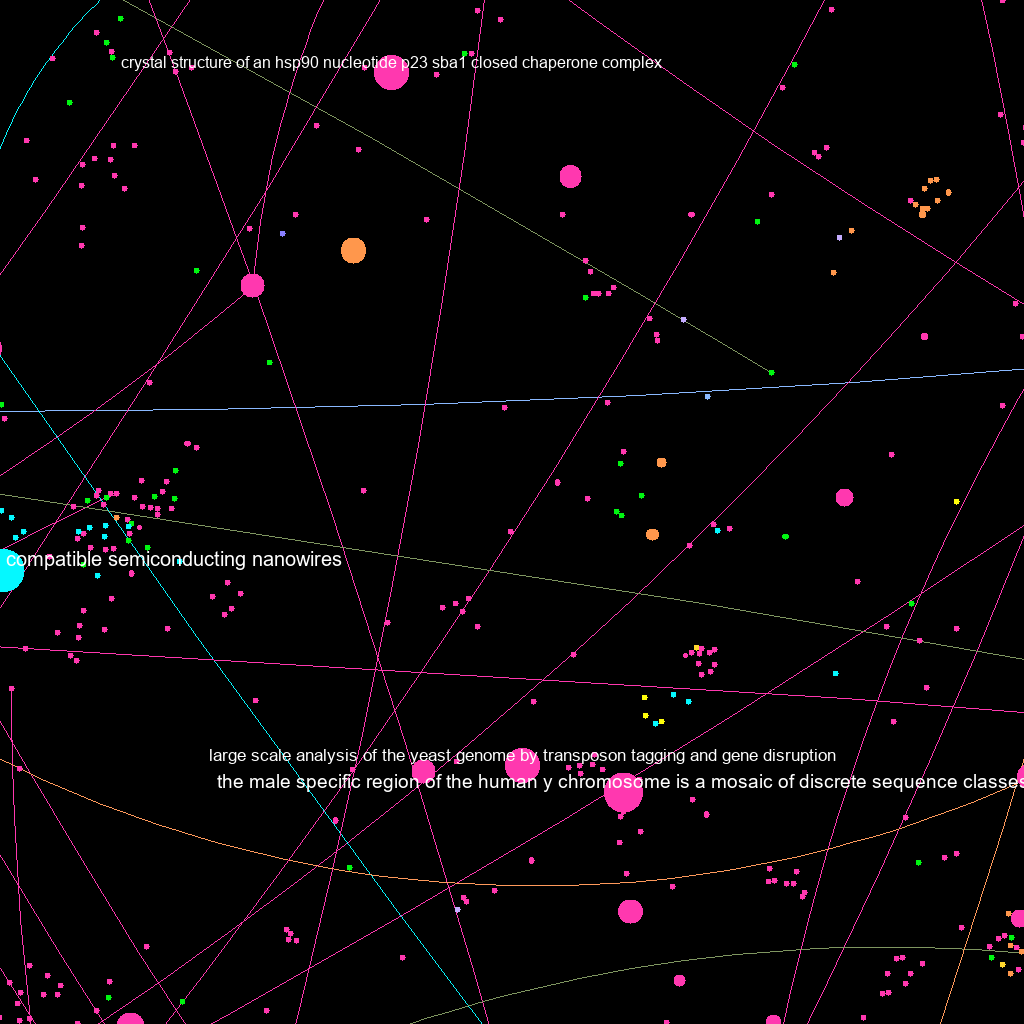 crystal structure of an hsp90 nucleotide p23 sba1 closed chaperone complex
compatible semiconducting nanowires
large scale analysis of the yeast genome by transposon tagging and gene disruption
the male specific region of the human y chromosome is a mosaic of discrete sequence classes